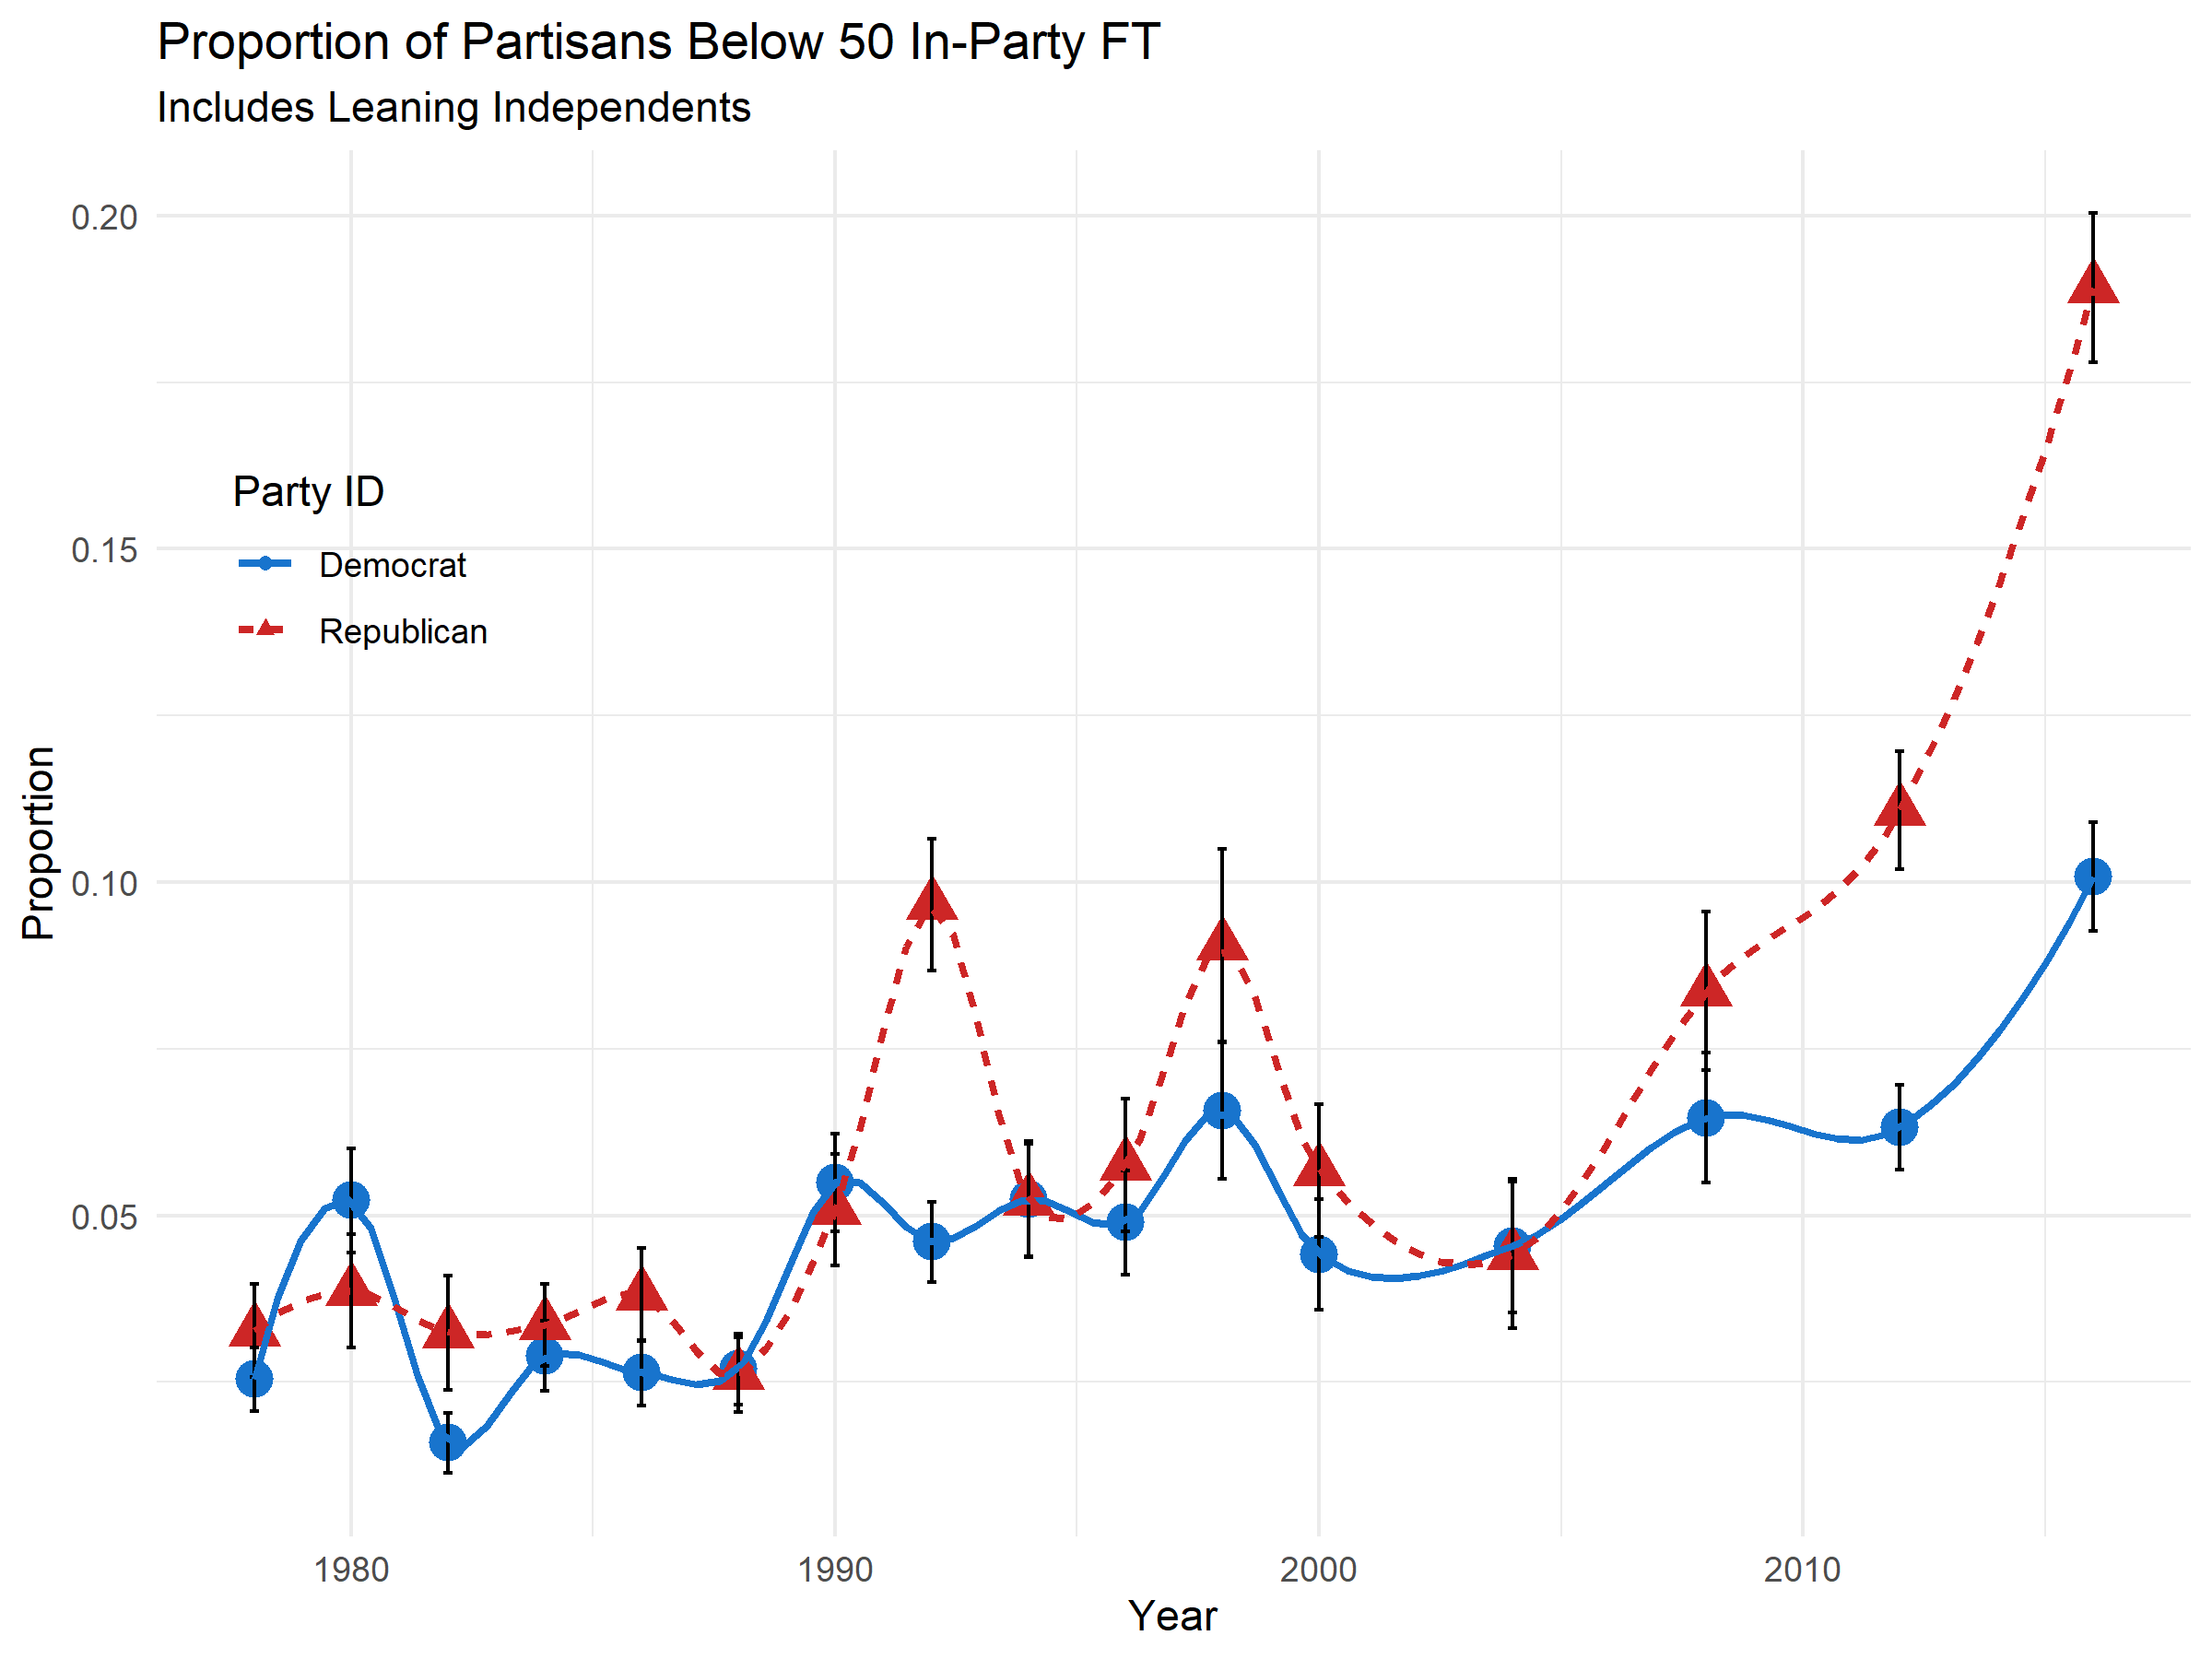 Proportion of Partisans Below 50 In-Party FT
Includes Leaning Independents
0.20
0.15
0.10
0.05
Proportion
Party ID
Democrat
Republican
1980 1990 2000 2010
Year